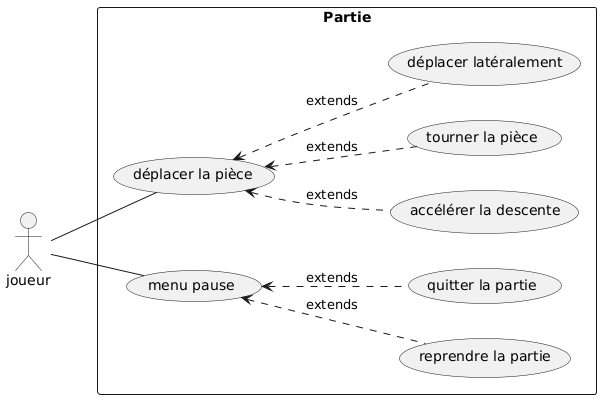 Partie
déplacer latéralement
extends
tourner la pièce
extends
déplacer la pièce
extends
accélérer la descente
joueur
extends
quitter la partie
menu pause
extends
reprendre la partie